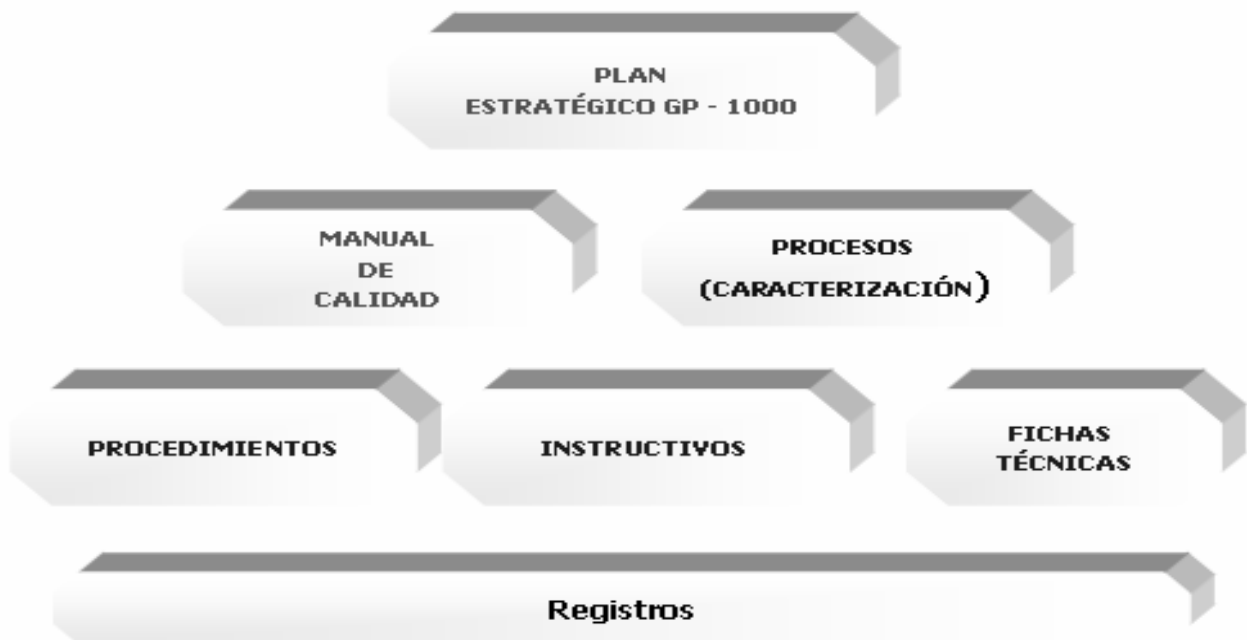 PLAN
ESTRATÉGICO GP - 1000
MANUAL
DE
CALIDAD
PROCESOS
(CARACTERIZACIÓN)
PROCEDIMIENTOS
INSTRUCTIVOS
FICHAS
TÉCNICAS
Registros